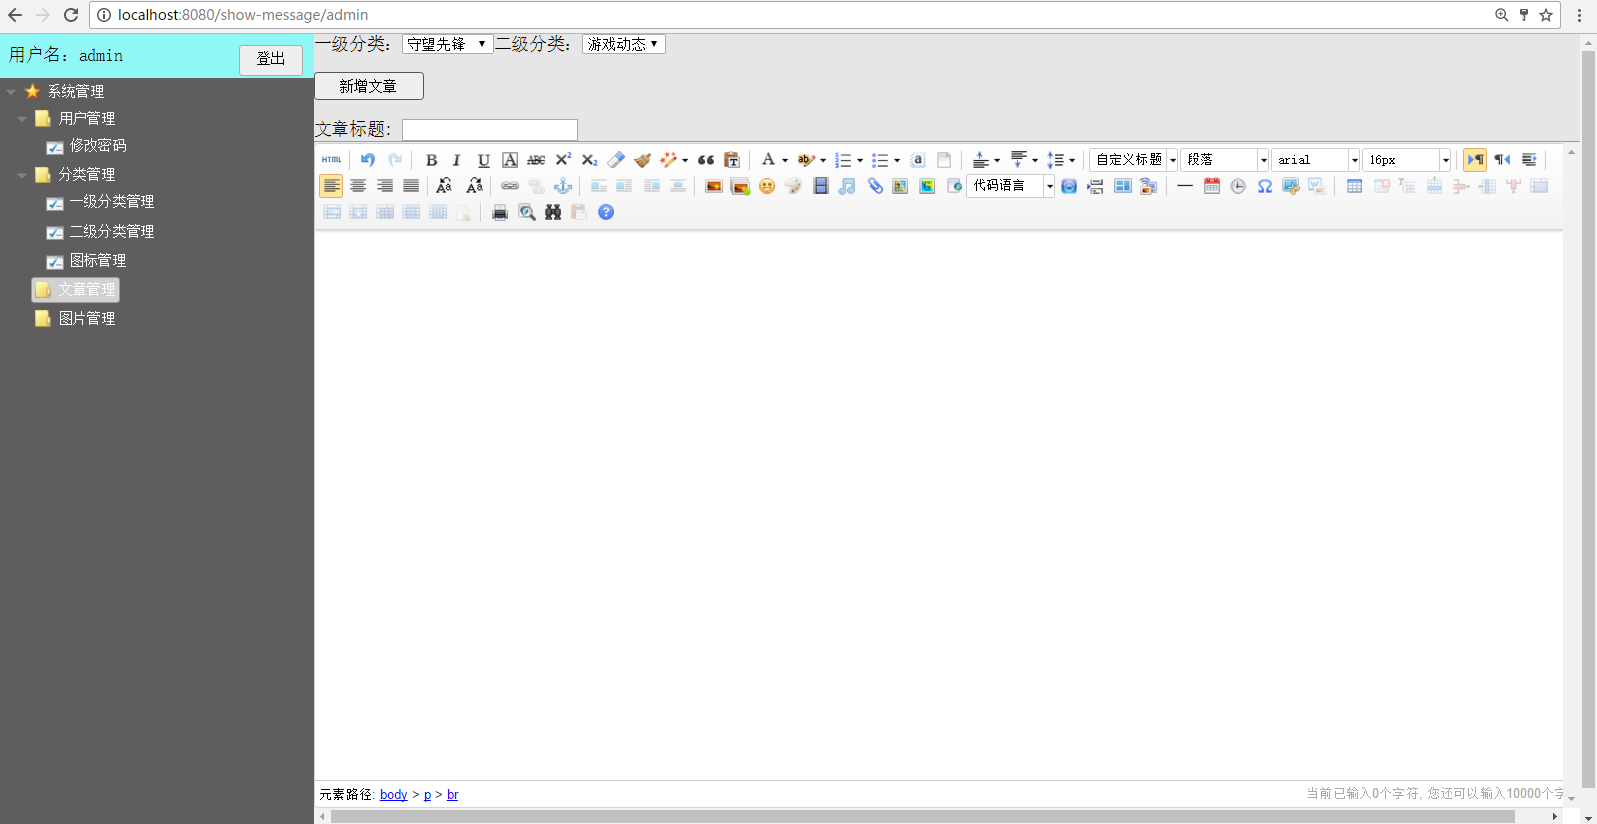 localhost:8080/show-message/admin
用户名：admin
登出
系统管理
用户管理
修改密码
分类管理
一级分类管理
二级分类管理
图标管理
文章管理
图片管理
一级分类：守望先锋 二级分类：游戏动态
新增文章
文章标题：
HTML B I U A ABC X² X₂ A ab a 自定义标题 段落 arial 16px
代码语言
元素路径: body > p > br
当前已输入0个字符, 您还可以输入10000个字